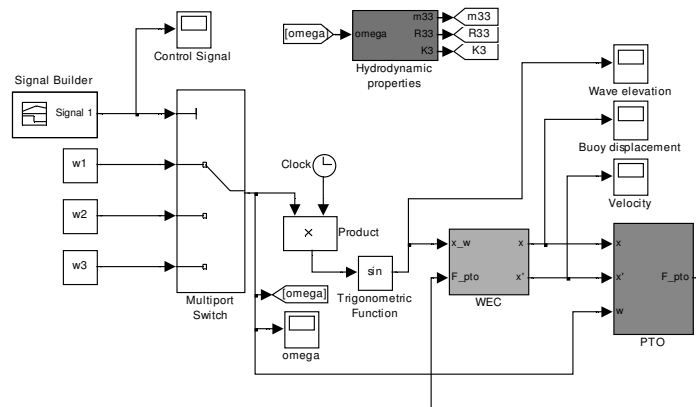 m33
[omega]
omega
R33
R33
m33
K3
K3
Hydrodynamic
properties
Control Signal
Signal Builder
Signal 1
Wave elevation
Buoy displacement
Velocity
w1
w2
w3
Multiport
Switch
Clock
×
Product
sin
Trigonometric
Function
[omega]
omega
x_w
x
F_pto
x'
WEC
x
x'
w
F_pto
PTO